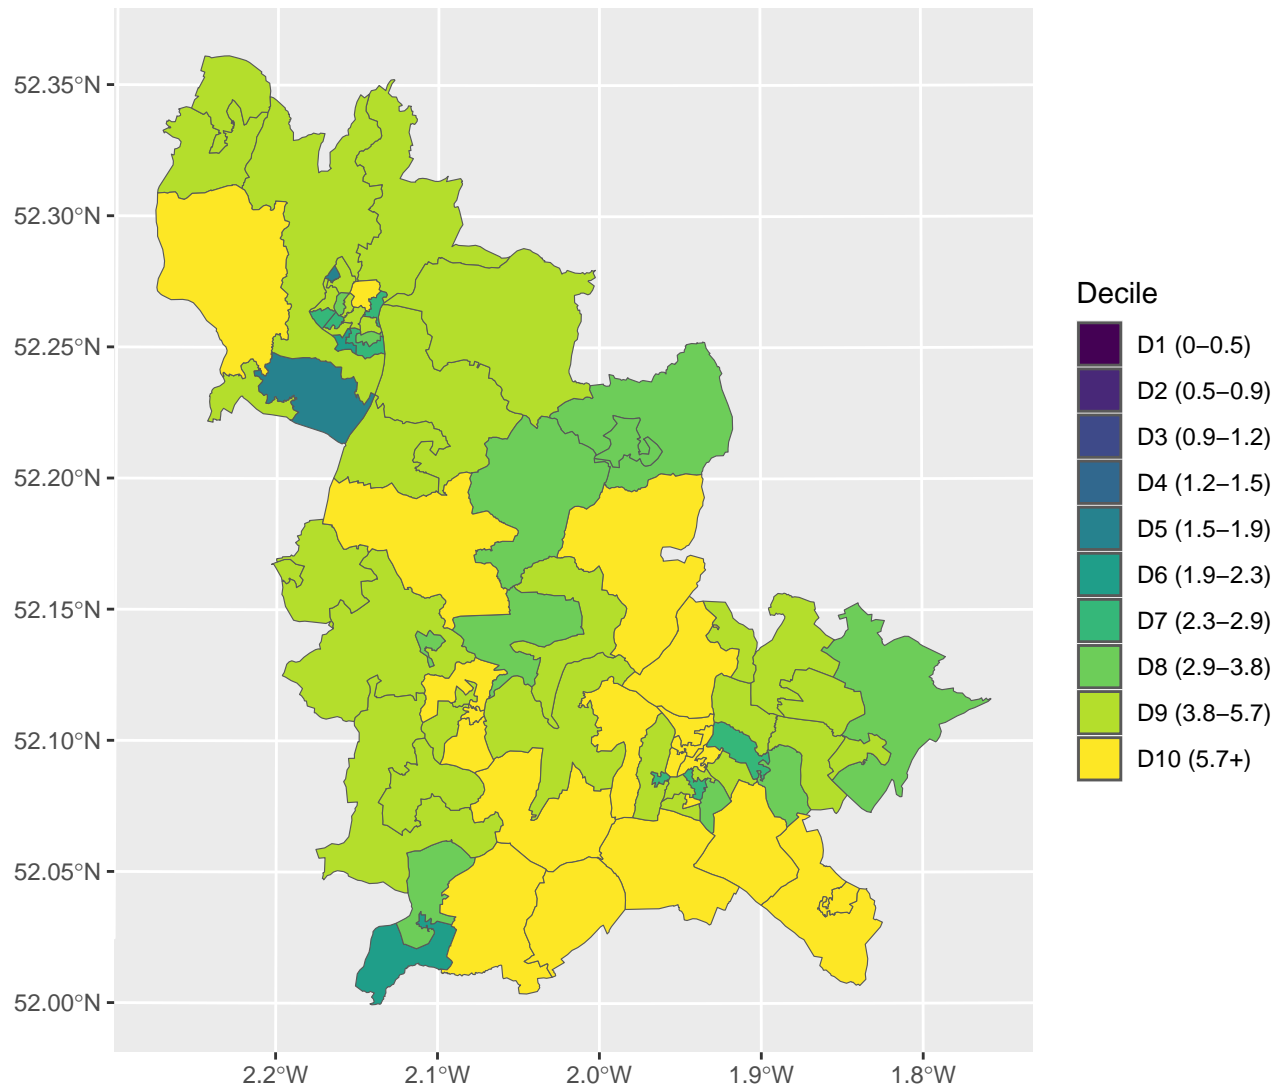 52.35°N
52.30°N
52.25°N
52.20°N
52.15°N
52.10°N
52.05°N
52.00°N
2.2°W
2.1°W
2.0°W
1.9°W
1.8°W
Decile
D1 (0−0.5)
D2 (0.5−0.9)
D3 (0.9−1.2)
D4 (1.2−1.5)
D5 (1.5−1.9)
D6 (1.9−2.3)
D7 (2.3−2.9)
D8 (2.9−3.8)
D9 (3.8−5.7)
D10 (5.7+)